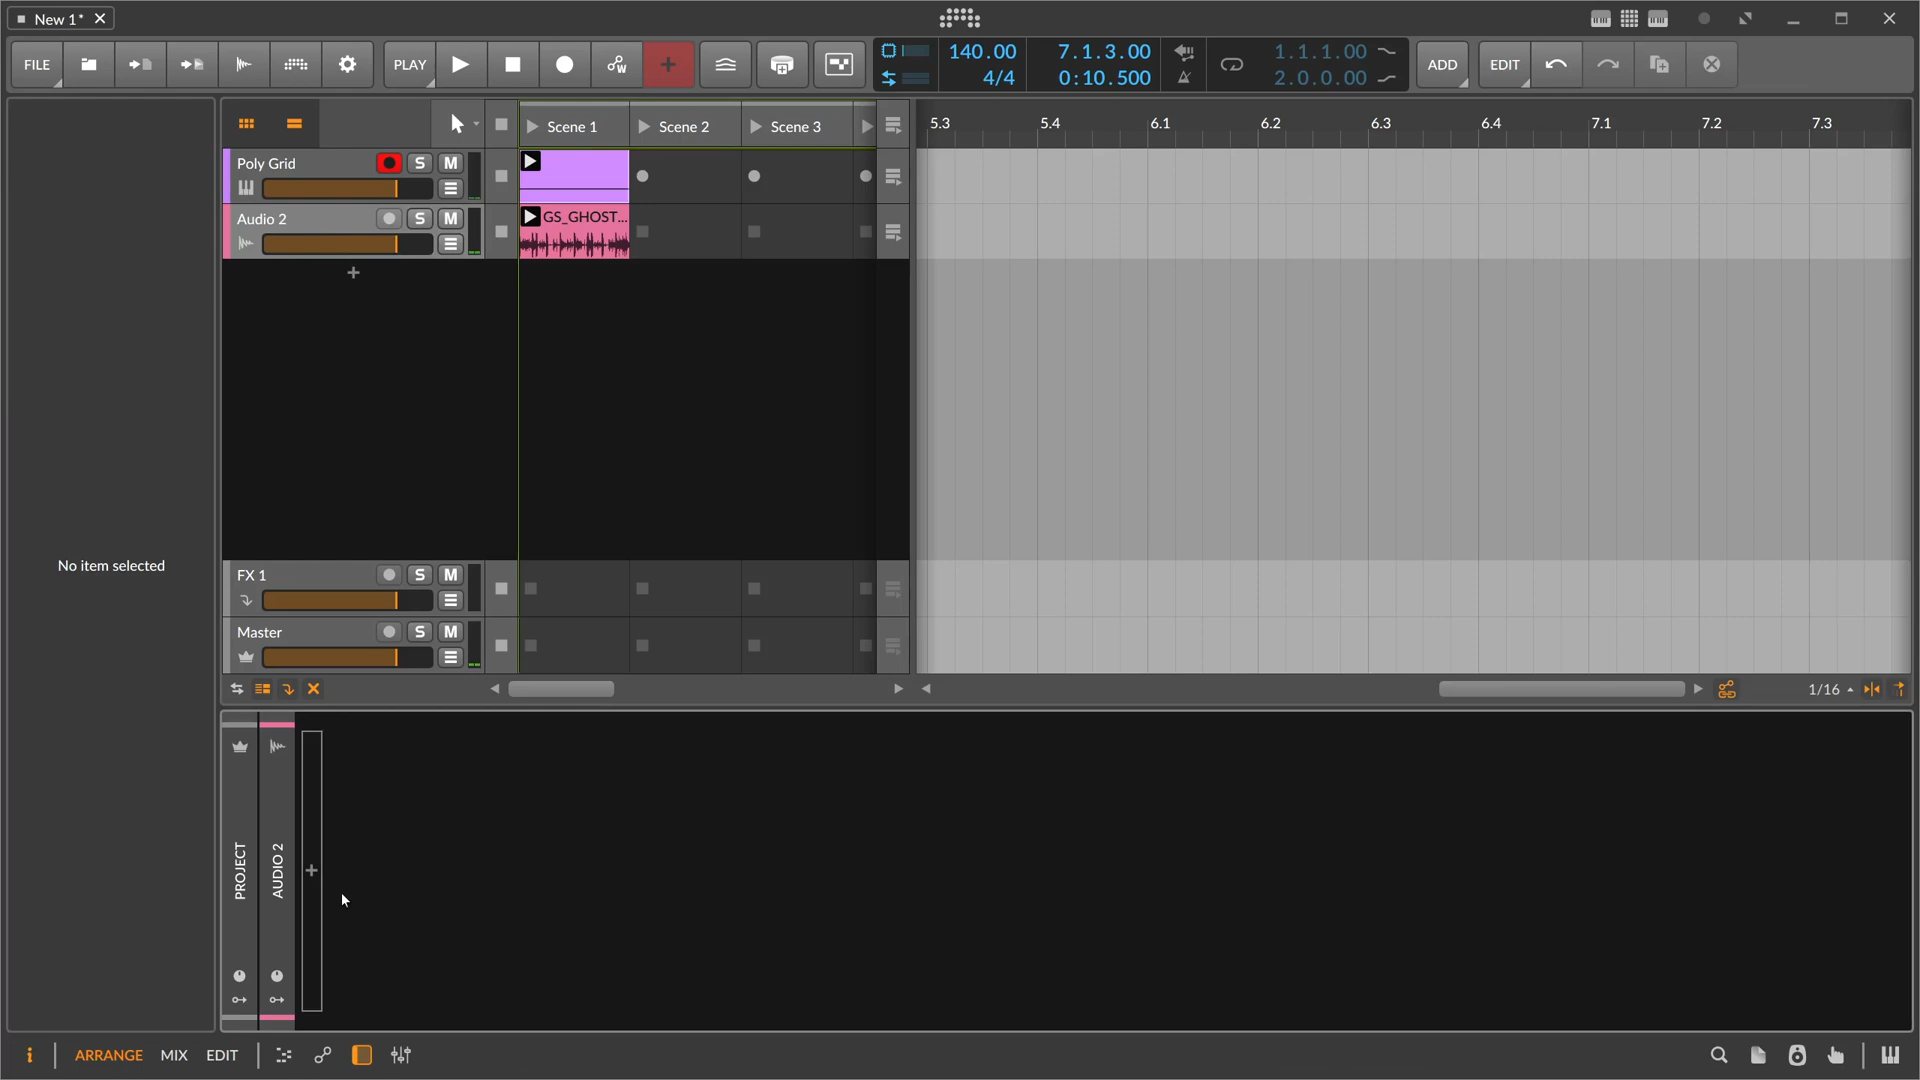 New 1*
FILE
PLAY
140.00
4/4
7.1.3.00
0:10.500
1.1.1.00
2.0.0.00
ADD
EDIT
Scene 1
Scene 2
Scene 3
5.3
5.4
6.1
6.2
6.3
6.4
7.1
7.2
7.3
Poly Grid
S
M
Audio 2
S
M
GS_GHOST...
No item selected
FX 1
S
M
Master
S
M
1/16
PROJECT
AUDIO 2
ARRANGE
MIX
EDIT